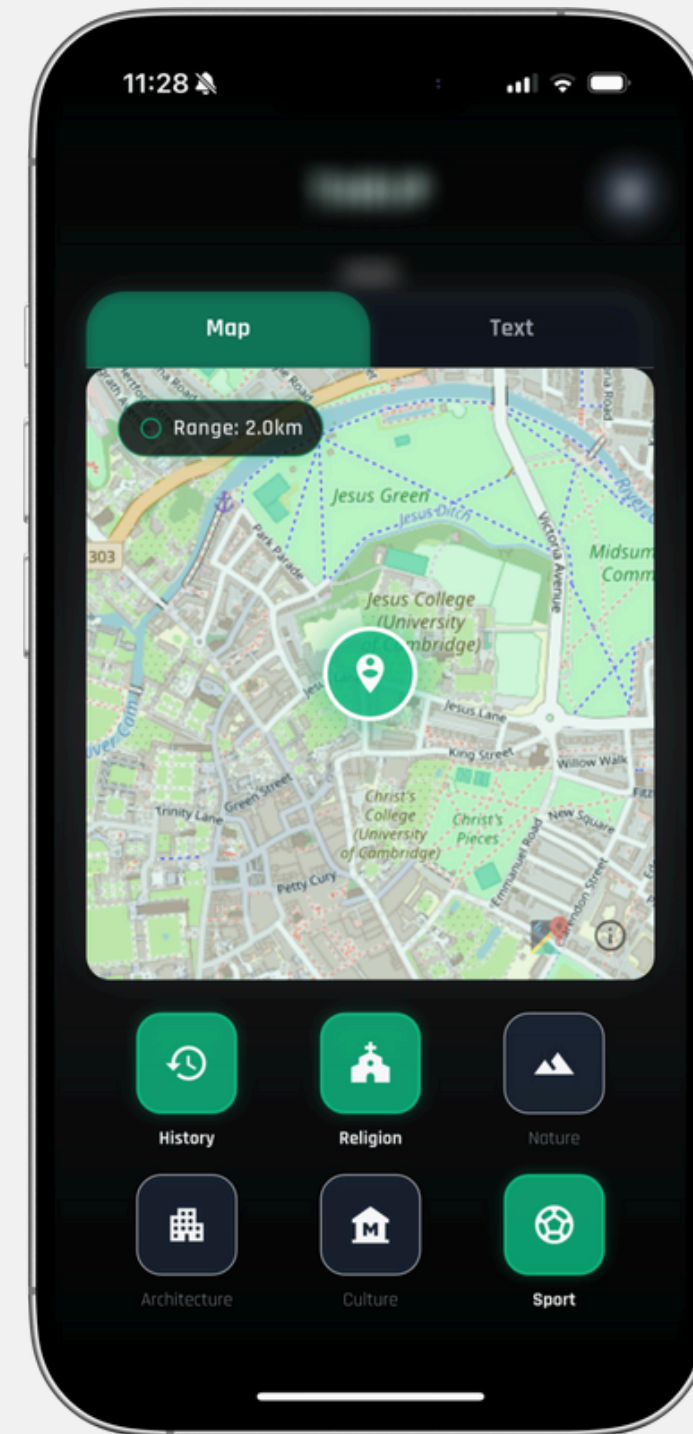 11:28
Map
Text
Range: 2.0km
Park Parade
Jesus Green
Jesus Ditch
Victoria Avenue
303
Midsum
Comm
Jesus College
(University
of Cambridge)
Jesus Lane
King Street
Willow Walk
Green Street
Trinity Lane
Christ's
College
(University
of Cambridge)
Christ's
Pieces
New Square
Emmanuel Road
Petty Cury
History
Religion
Nature
M
Architecture
Culture
Sport